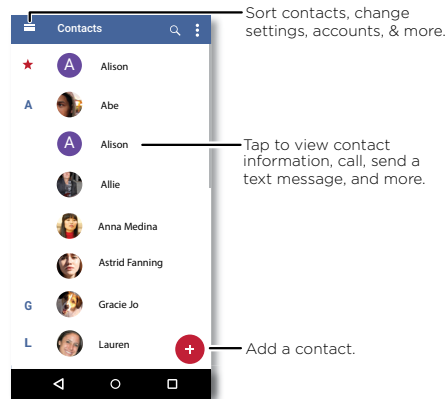 Sort contacts, change
settings, accounts, & more.
Contacts
A Alison
A Abe
A Alison
Tap to view contact
information, call, send a
text message, and more.
Allie
Anna Medina
Astrid Fanning
G Gracie Jo
L Lauren
Add a contact.